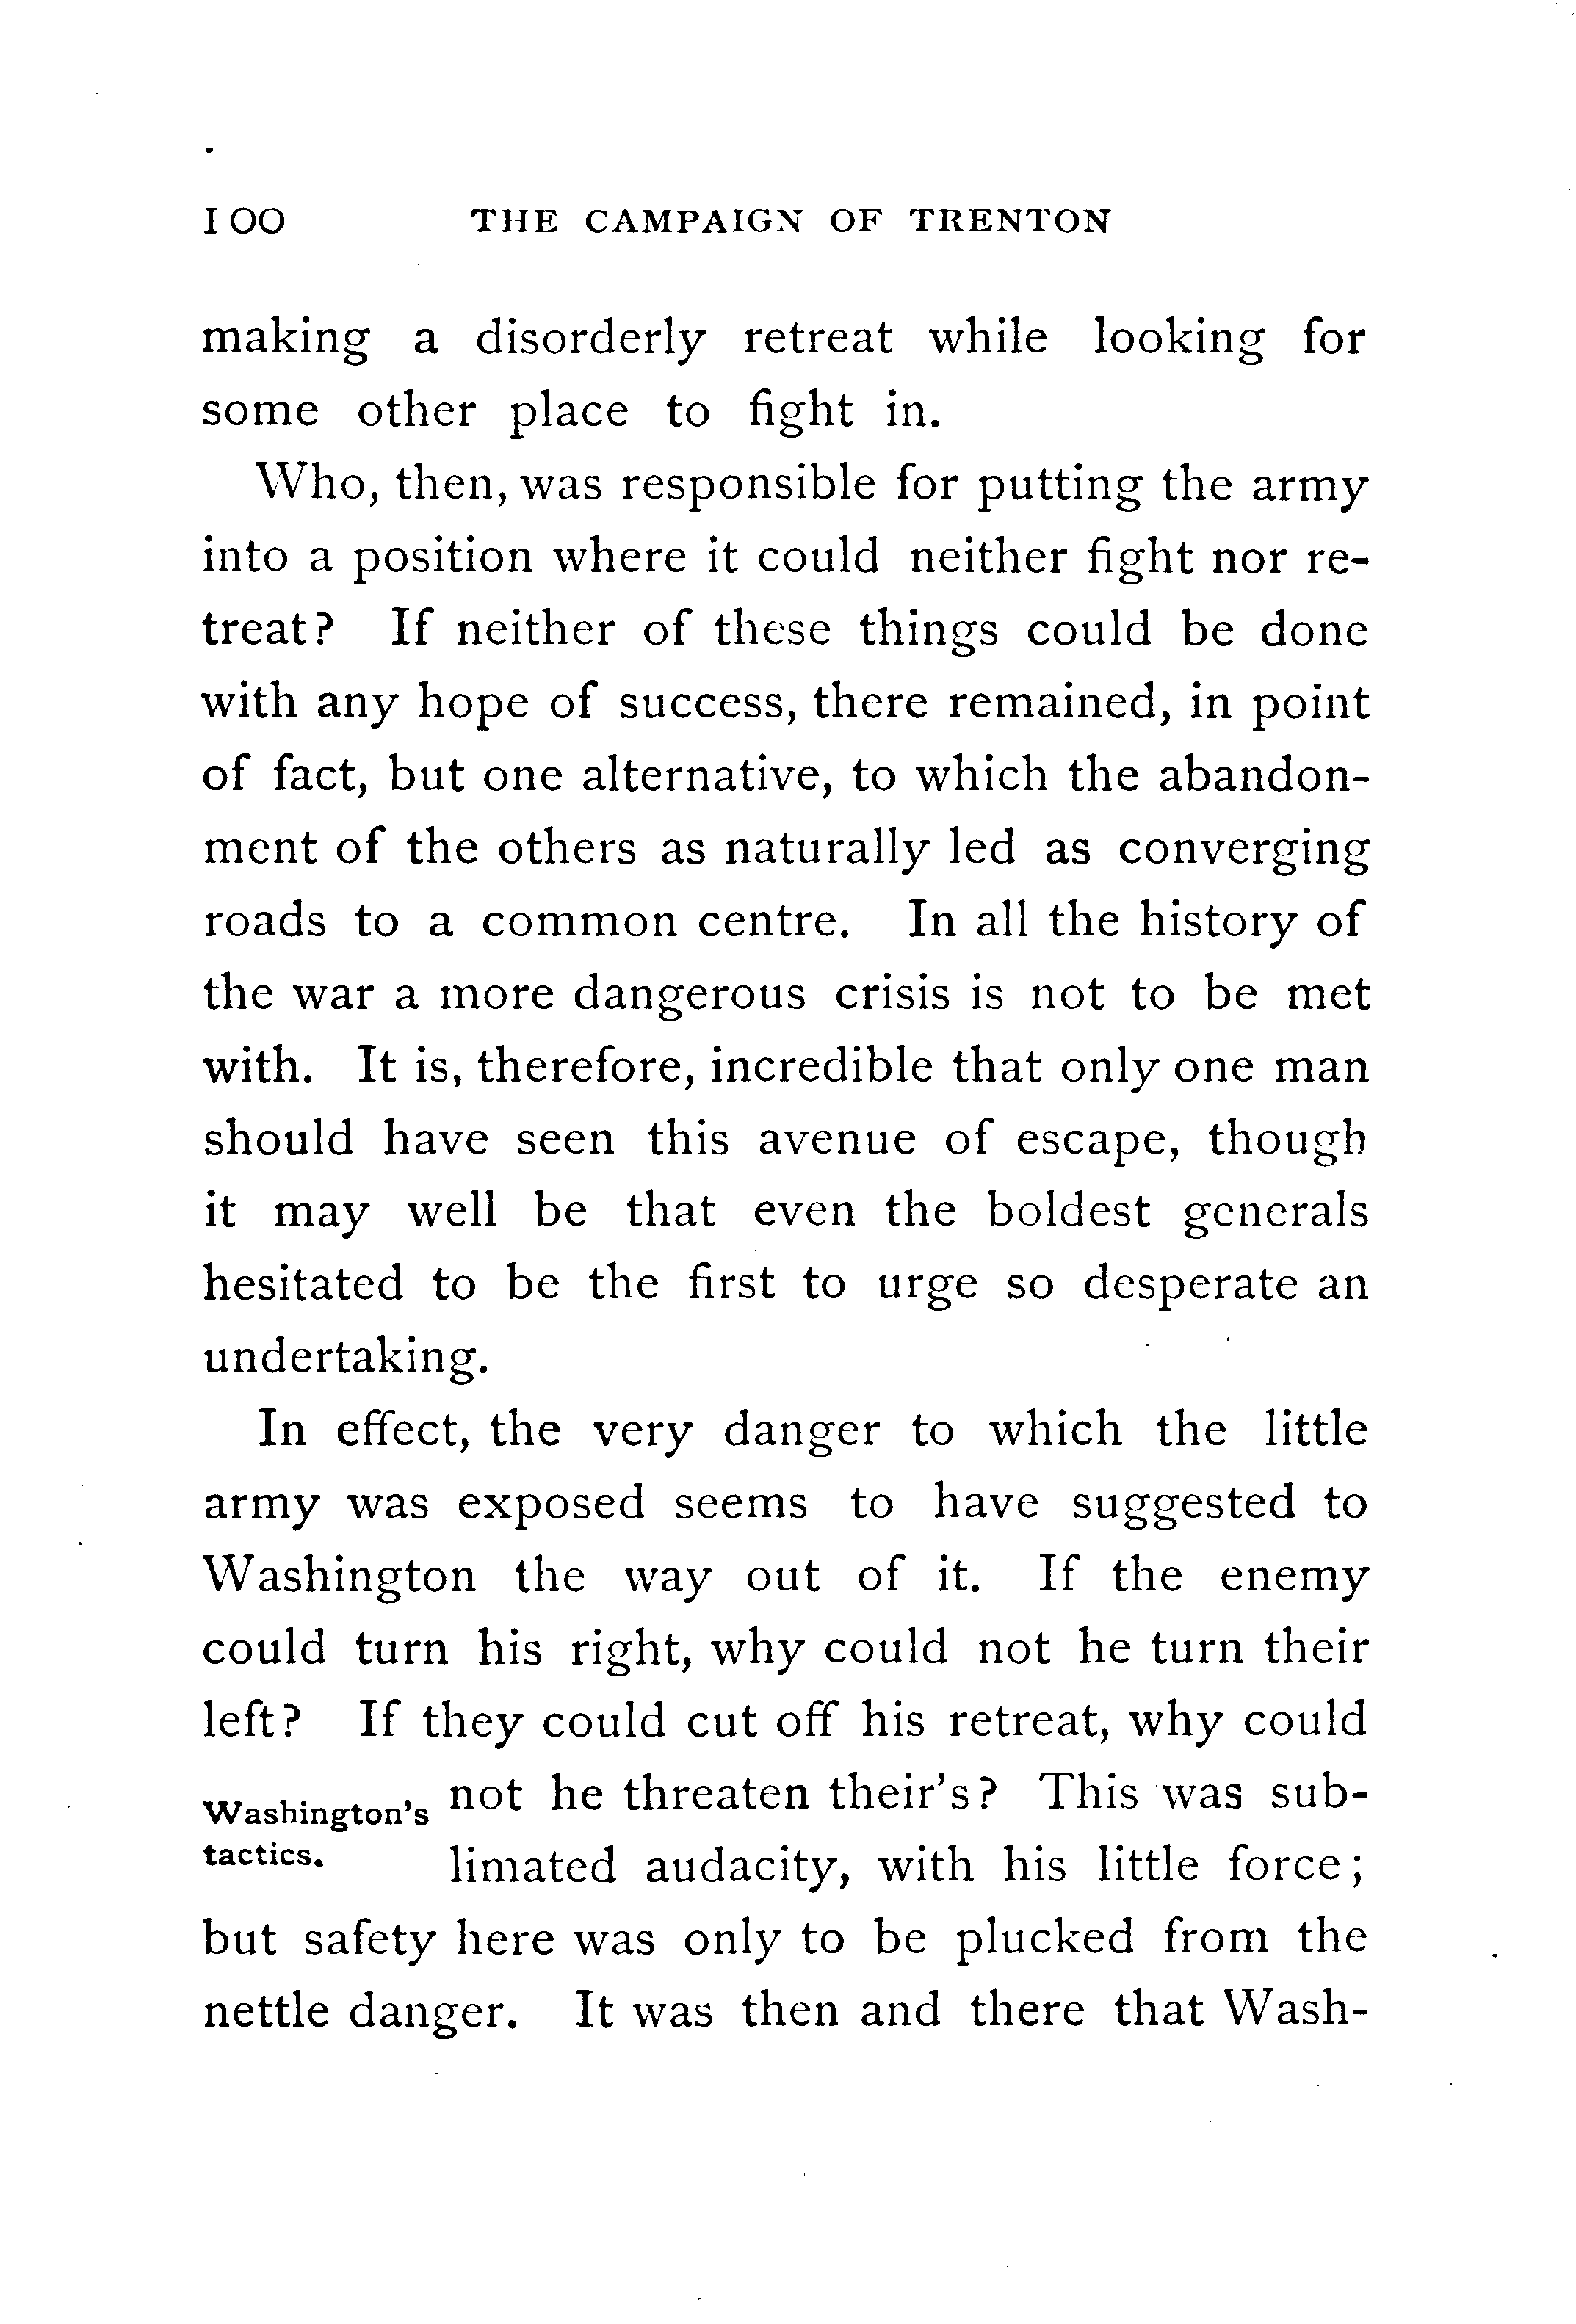 100 THE CAMPAIGN OF TRENTON
making a disorderly retreat while looking for
some other place to fight in.
Who, then, was responsible for putting the army
into a position where it could neither fight nor re-
treat? If neither of these things could be done
with any hope of success, there remained, in point
of fact, but one alternative, to which the abandon-
ment of the others as naturally led as converging
roads to a common centre. In all the history of
the war a more dangerous crisis is not to be met
with. It is, therefore, incredible that only one man
should have seen this avenue of escape, though
it may well be that even the boldest generals
hesitated to be the first to urge so desperate an
undertaking.
In effect, the very danger to which the little
army was exposed seems to have suggested to
Washington the way out of it. If the enemy
could turn his right, why could not he turn their
left? If they could cut off his retreat, why could
Washington's
tactics.
not he threaten their's? This was sub-
limated audacity, with his little force;
but safety here was only to be plucked from the
nettle danger. It was then and there that Wash-